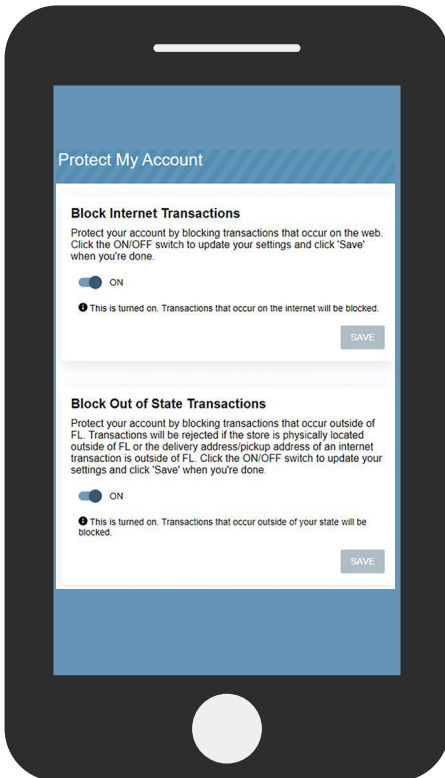 Protect My Account
Block Internet Transactions
Protect your account by blocking transactions that occur on the web.
Click the ON/OFF switch to update your settings and click 'Save'
when you're done.
ON
This is turned on. Transactions that occur on the internet will be blocked.
SAVE
Block Out of State Transactions
Protect your account by blocking transactions that occur outside of
FL. Transactions will be rejected if the store is physically located
outside of FL or the delivery address/pickup address of an internet
transaction is outside of FL. Click the ON/OFF switch to update your
settings and click 'Save' when you're done.
ON
This is turned on. Transactions that occur outside of your state will be
blocked.
SAVE